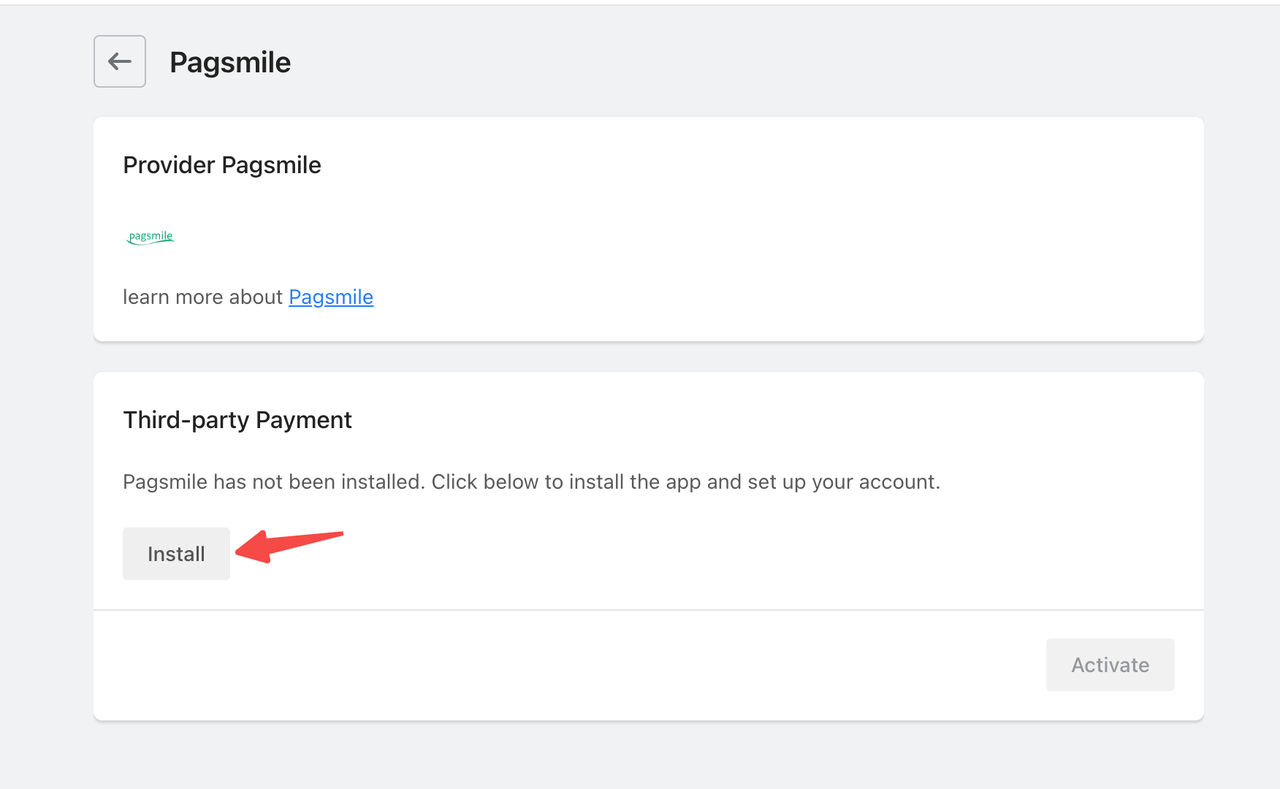 Pagsmile
Provider Pagsmile
pagsmile
learn more about Pagsmile
Third-party Payment
Pagsmile has not been installed. Click below to install the app and set up your account.
Install
Activate